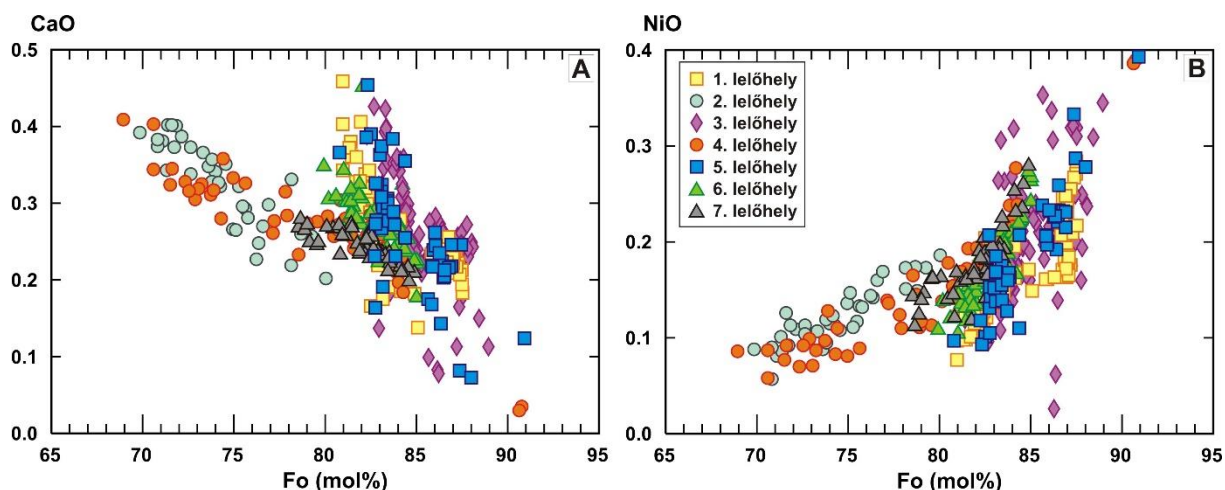 CaO
A
0.5
0.4
0.3
0.2
0.1
0.0
65 70 75 80 85 90 95
Fo (mol%)
NiO
B
0.4
0.3
0.2
0.1
0.0
1. lelőhely
2. lelőhely
3. lelőhely
4. lelőhely
5. lelőhely
6. lelőhely
7. lelőhely
65 70 75 80 85 90 95
Fo (mol%)